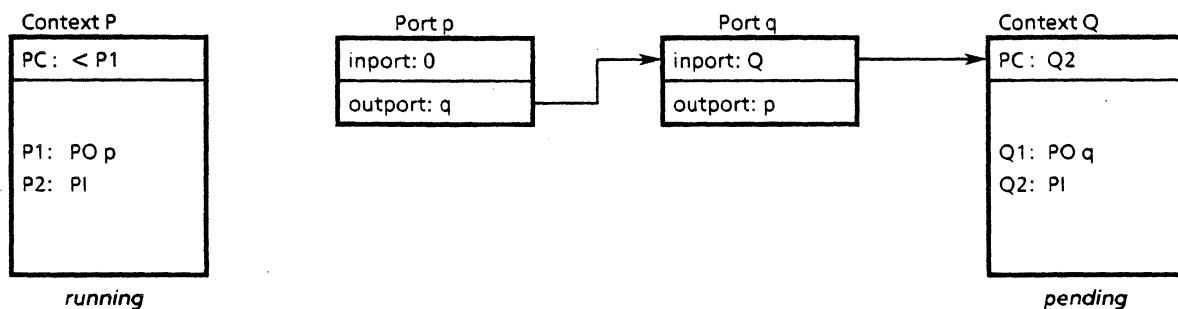 Context P
PC: < P1
P1: PO p
P2: PI
running
Port p
inport: 0
outport: q
Port q
inport: Q
outport: p
Context Q
PC: Q2
Q1: PO q
Q2: PI
pending